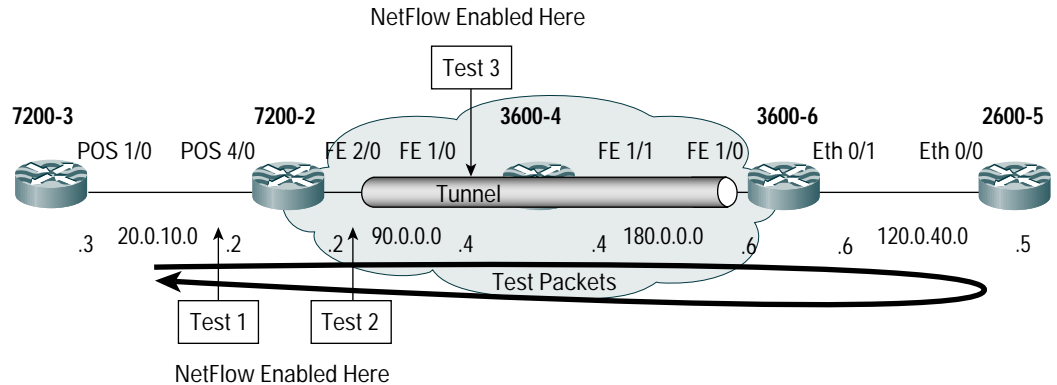 NetFlow Enabled Here
Test 3
7200-3 7200-2 3600-4 3600-6 2600-5
POS 1/0 POS 4/0 FE 2/0 FE 1/0 FE 1/1 FE 1/0 Eth 0/1 Eth 0/0
Tunnel
.3 20.0.10.0 .2 .2 90.0.0.0 .4 .4 180.0.0.0 .6 .6 120.0.40.0 .5
Test Packets
Test 1 Test 2
NetFlow Enabled Here